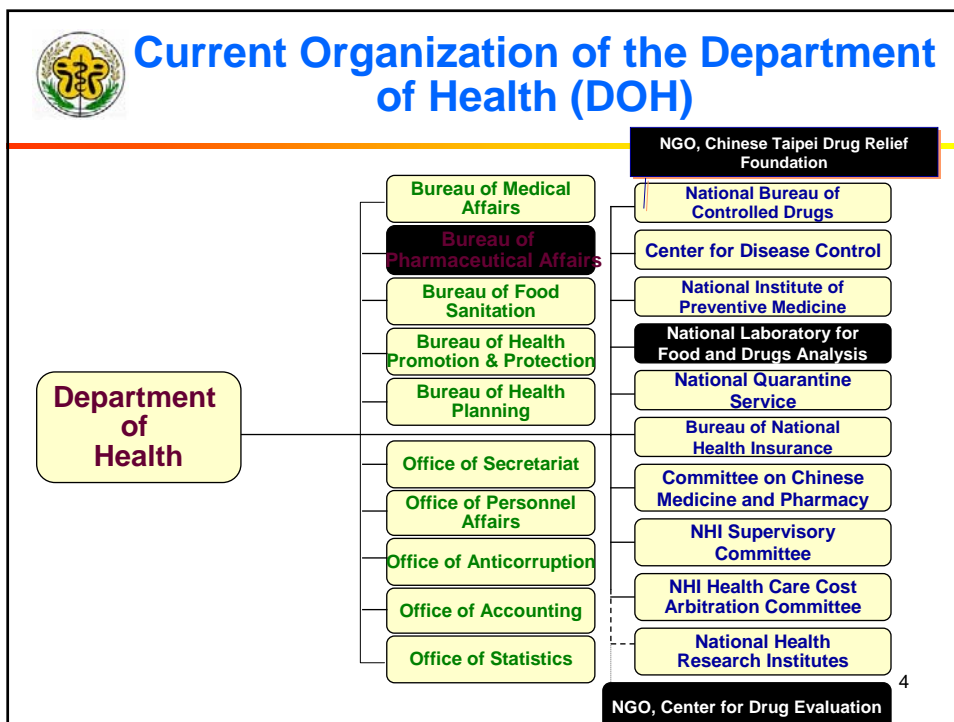 Current Organization of the Department
of Health (DOH)
NGO, Chinese Taipei Drug Relief
Foundation
Department
of
Health
Bureau of Medical
Affairs
Bureau of
Pharmaceutical Affairs
Bureau of Food
Sanitation
Bureau of Health
Promotion & Protection
Bureau of Health
Planning
Office of Secretariat
Office of Personnel
Affairs
Office of Anticorruption
Office of Accounting
Office of Statistics
National Bureau of
Controlled Drugs
Center for Disease Control
National Institute of
Preventive Medicine
National Laboratory for
Food and Drugs Analysis
National Quarantine
Service
Bureau of National
Health Insurance
Committee on Chinese
Medicine and Pharmacy
NHI Supervisory
Committee
NHI Health Care Cost
Arbitration Committee
National Health
Research Institutes
NGO, Center for Drug Evaluation
4